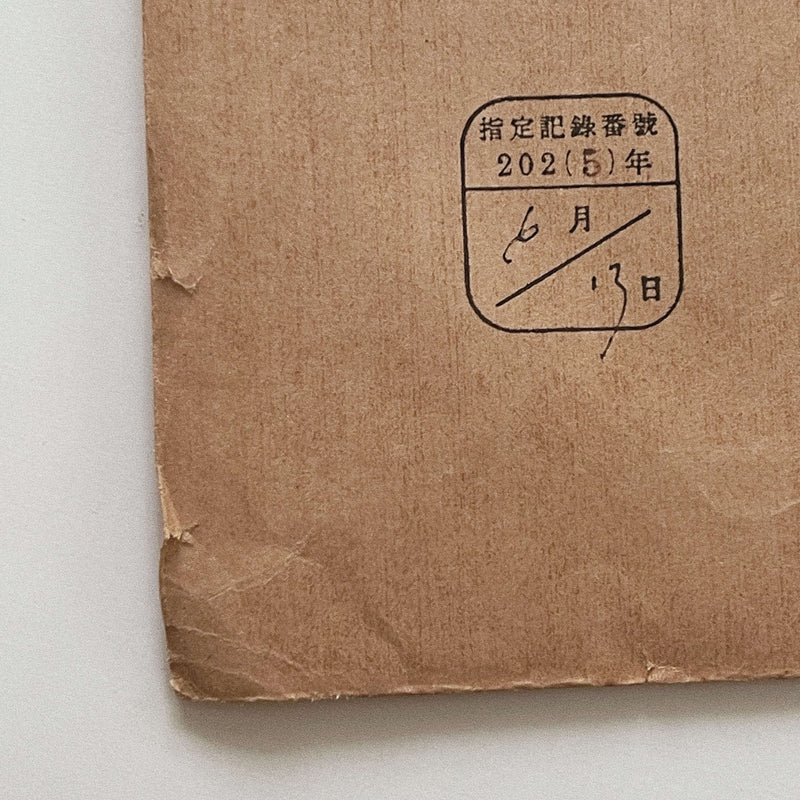 指定記錄番號
202(5)年
6月
13日